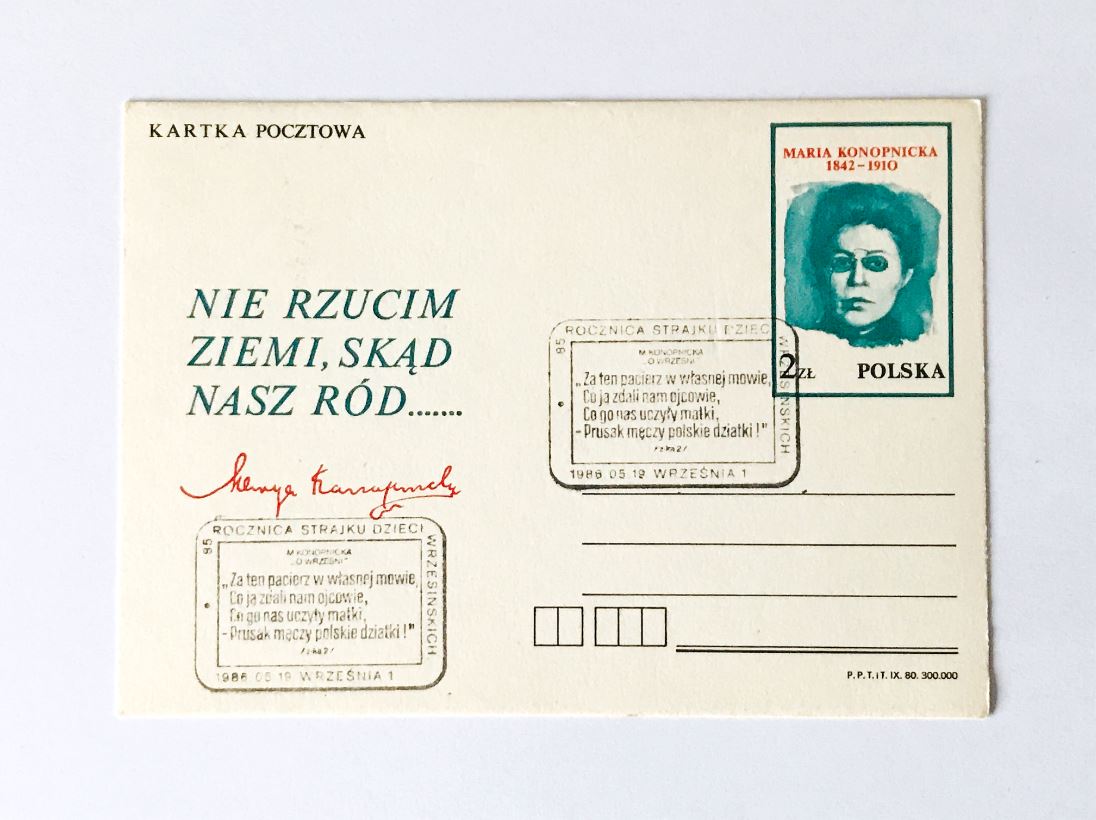 KARTKA POCZTOWA
MARIA KONOPNICKA
1842-1910
2 ZŁ POLSKA
NIE RZUCIM
ZIEMI, SKĄD
NASZ RÓD.......
85 ROCZNICA STRAJKU DZIECI WRZESIŃSKICH
M. KONOPNICKA
„O WRZEŚNI"
„Za ten pacierz w własnej mowie,
Co ją zdali nam ojcowie,
Co go nas uczyły matki,
- Prusak męczy polskie dziatki!"
1986 05 19 WRZEŚNIA 1
85 ROCZNICA STRAJKU DZIECI WRZESIŃSKICH
M. KONOPNICKA
„O WRZEŚNI"
„Za ten pacierz w własnej mowie,
Co ją zdali nam ojcowie,
Co go nas uczyły matki,
- Prusak męczy polskie dziatki!"
1986 05 19 WRZEŚNIA 1
P.P.T.iT. IX. 80. 300.000